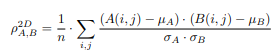 ρ^{2D}_{A,B} = \frac{1}{n} \cdot \sum_{i,j} \frac{(A(i,j) - μ_A) \cdot (B(i,j) - μ_B)}{σ_A \cdot σ_B}